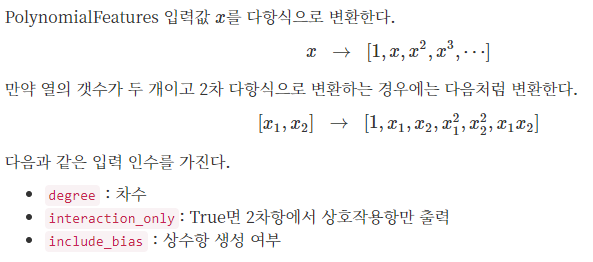 PolynomialFeatures 입력값 x를 다항식으로 변환한다.
x → [1, x, x², x³, ⋯]
만약 열의 갯수가 두 개이고 2차 다항식으로 변환하는 경우에는 다음처럼 변환한다.
[x₁, x₂] → [1, x₁, x₂, x₁², x₂², x₁x₂]
다음과 같은 입력 인수를 가진다.
• degree : 차수
• interaction_only : True면 2차항에서 상호작용항만 출력
• include_bias : 상수항 생성 여부